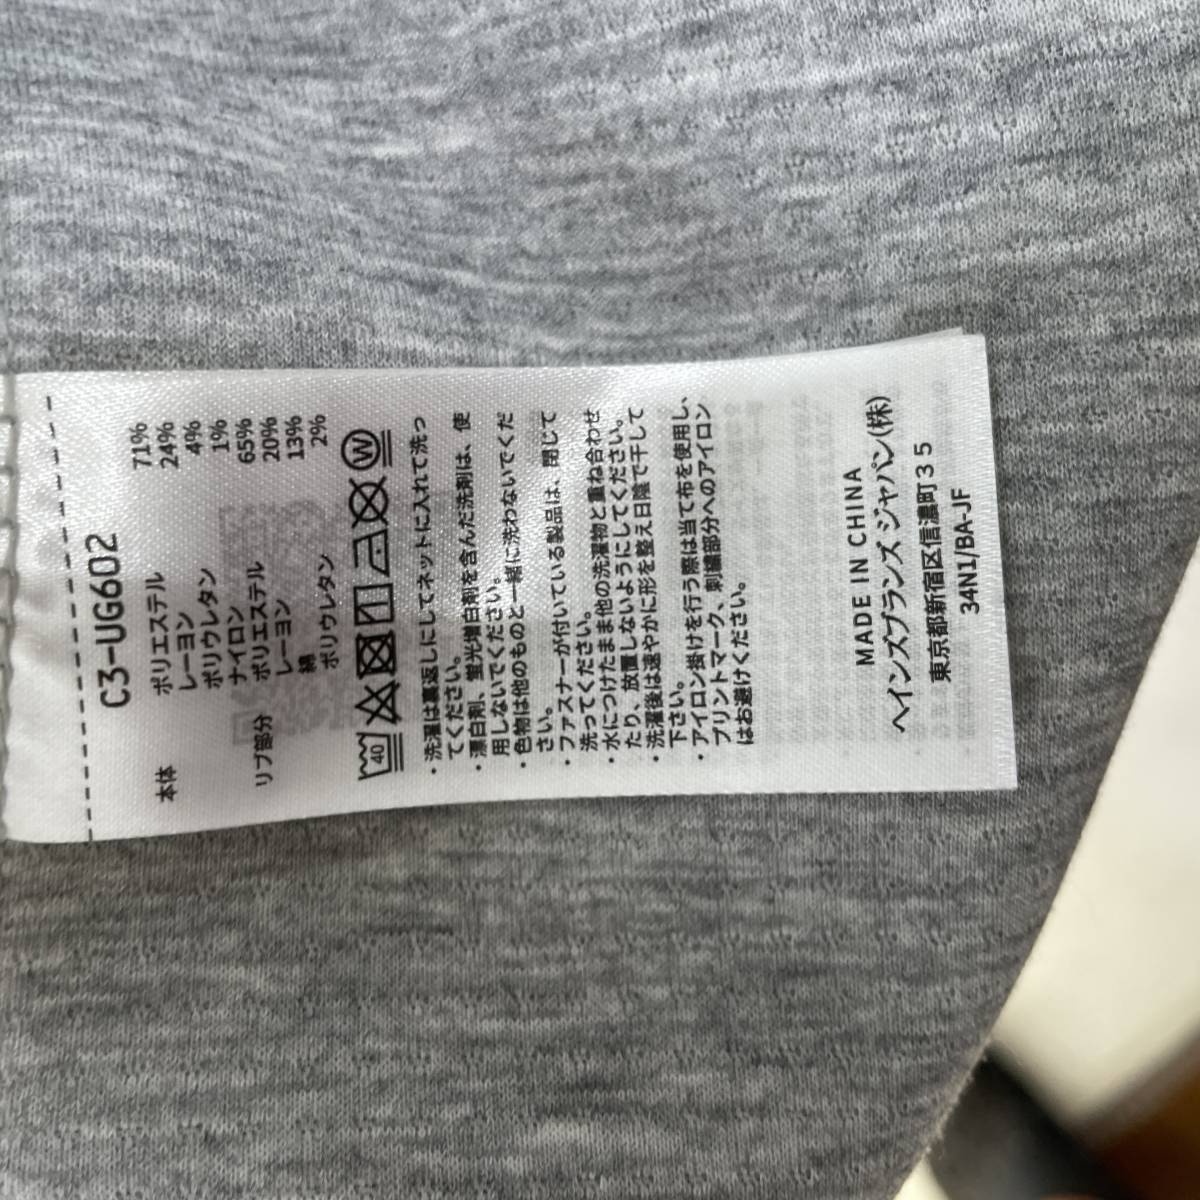 C3-UG602
本体 ポリエステル 71%
レーヨン 24%
ポリウレタン 4%
ナイロン 1%
リブ部分 ポリエステル 65%
レーヨン 20%
綿 13%
ポリウレタン 2%
40 W
・洗濯は裏返しにしてネットに入れて洗っ
てください。
・漂白剤、蛍光増白剤を含んだ洗剤は、使
用しないでください。
・色物は他のものと一緒に洗わないでくだ
さい。
・ファスナーが付いている製品は、閉じて
洗ってください。
・水につけたまま他の洗濯物と重ね合わせ
たり、放置しないようにしてください。
・洗濯後は速やかに形を整え日陰で干して
下さい。
・アイロン掛けを行う際は当て布を使用し、
プリントマーク、刺繍部分へのアイロン
はお避けください。
MADE IN CHINA
ヘインズブランズ ジャパン(株)
東京都新宿区信濃町３５
34N1/BA-JF